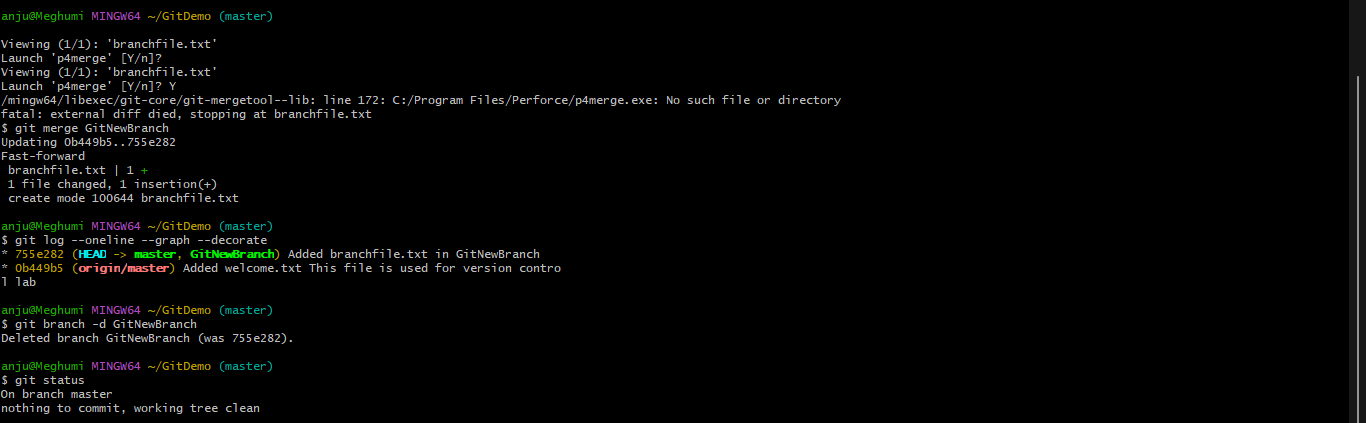 anju@Meghumi MINGW64 ~/GitDemo (master)
Viewing (1/1): 'branchfile.txt'
Launch 'p4merge' [Y/n]?
Viewing (1/1): 'branchfile.txt'
Launch 'p4merge' [Y/n]? Y
/mingw64/libexec/git-core/git-mergetool--lib: line 172: C:/Program Files/Perforce/p4merge.exe: No such file or directory
fatal: external diff died, stopping at branchfile.txt
$ git merge GitNewBranch
Updating 0b449b5..755e282
Fast-forward
 branchfile.txt | 1 +
 1 file changed, 1 insertion(+)
 create mode 100644 branchfile.txt
anju@Meghumi MINGW64 ~/GitDemo (master)
$ git log --oneline --graph --decorate
* 755e282 (HEAD -> master, GitNewBranch) Added branchfile.txt in GitNewBranch
* 0b449b5 (origin/master) Added welcome.txt This file is used for version contro
l lab
anju@Meghumi MINGW64 ~/GitDemo (master)
$ git branch -d GitNewBranch
Deleted branch GitNewBranch (was 755e282).
anju@Meghumi MINGW64 ~/GitDemo (master)
$ git status
On branch master
nothing to commit, working tree clean